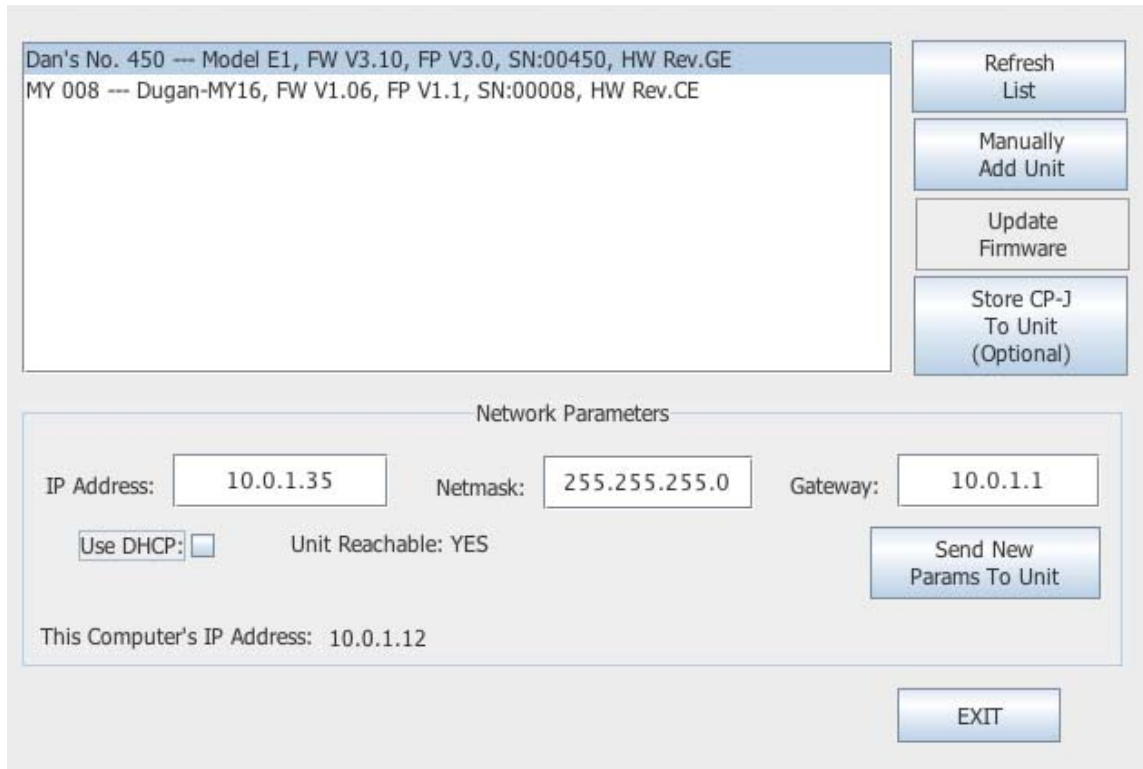 Dan's No. 450 --- Model E1, FW V3.10, FP V3.0, SN:00450, HW Rev.GE
MY 008 --- Dugan-MY16, FW V1.06, FP V1.1, SN:00008, HW Rev.CE
Refresh
List
Manually
Add Unit
Update
Firmware
Store CP-J
To Unit
(Optional)
Network Parameters
IP Address: 10.0.1.35 Netmask: 255.255.255.0 Gateway: 10.0.1.1
Use DHCP: Unit Reachable: YES
Send New
Params To Unit
This Computer's IP Address: 10.0.1.12
EXIT